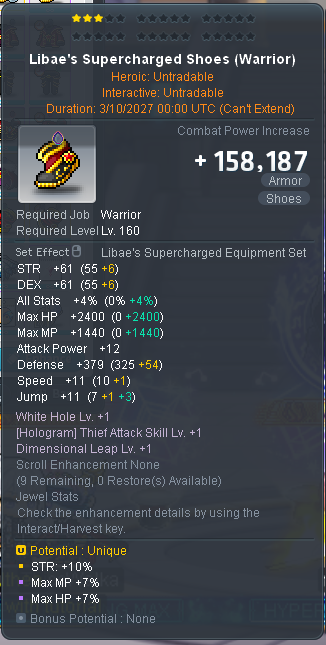 Libae's Supercharged Shoes (Warrior)
Heroic: Untradable
Interactive: Untradable
Duration: 3/10/2027 00:00 UTC (Can't Extend)
Combat Power Increase
+ 158,187
Armor
Shoes
Required Job Warrior
Required Level Lv. 160
Set Effect Libae's Supercharged Equipment Set
STR +61 (55 +6)
DEX +61 (55 +6)
All Stats +4% (0% +4%)
Max HP +2400 (0 +2400)
Max MP +1440 (0 +1440)
Attack Power +12
Defense +379 (325 +54)
Speed +11 (10 +1)
Jump +11 (7 +1 +3)
White Hole Lv. +1
[Hologram] Thief Attack Skill Lv. +1
Dimensional Leap Lv. +1
Scroll Enhancement None
(9 Remaining, 0 Restore(s) Available)
Jewel Stats
Check the enhancement details by using the
Interact/Harvest key.
U Potential : Unique
STR: +10%
Max MP +7%
Max HP +7%
Bonus Potential : None